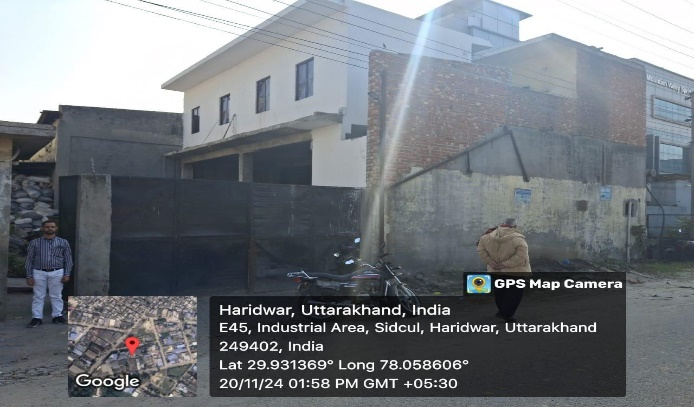 GPS Map Camera
Haridwar, Uttarakhand, India
E45, Industrial Area, Sidcul, Haridwar, Uttarakhand
249402, India
Lat 29.931369° Long 78.058606°
20/11/24 01:58 PM GMT +05:30
Google